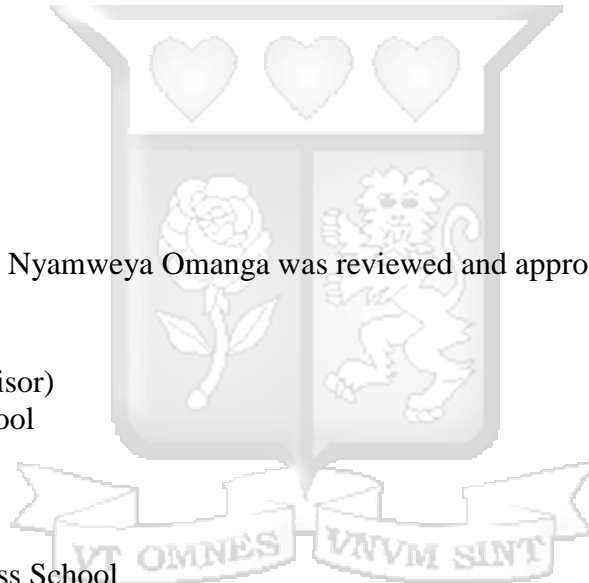 Nyamweya Omanga was reviewed and appro
isor)
ool
VT OMNES VNVM SINT
ss School